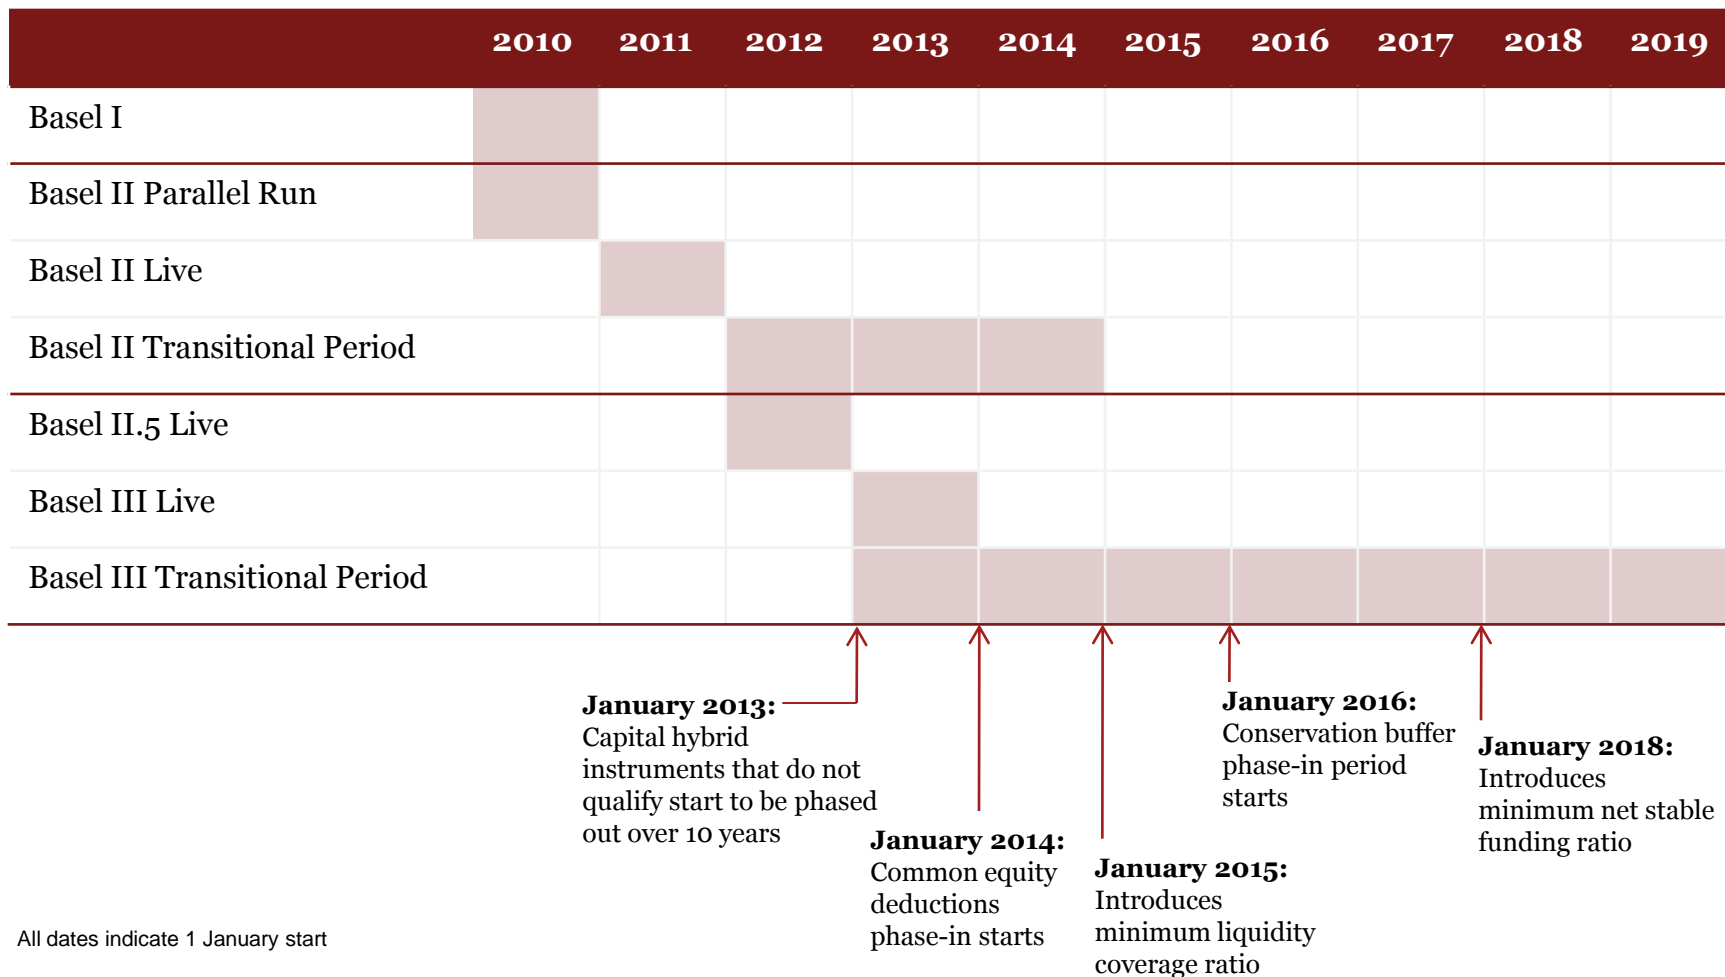 2010 2011 2012 2013 2014 2015 2016 2017 2018 2019
Basel I
Basel II Parallel Run
Basel II Live
Basel II Transitional Period
Basel II.5 Live
Basel III Live
Basel III Transitional Period
January 2013:
Capital hybrid
instruments that do not
qualify start to be phased
out over 10 years
January 2014:
Common equity
deductions
phase-in starts
January 2015:
Introduces
minimum liquidity
coverage ratio
January 2016:
Conservation buffer
phase-in period
starts
January 2018:
Introduces
minimum net stable
funding ratio
All dates indicate 1 January start